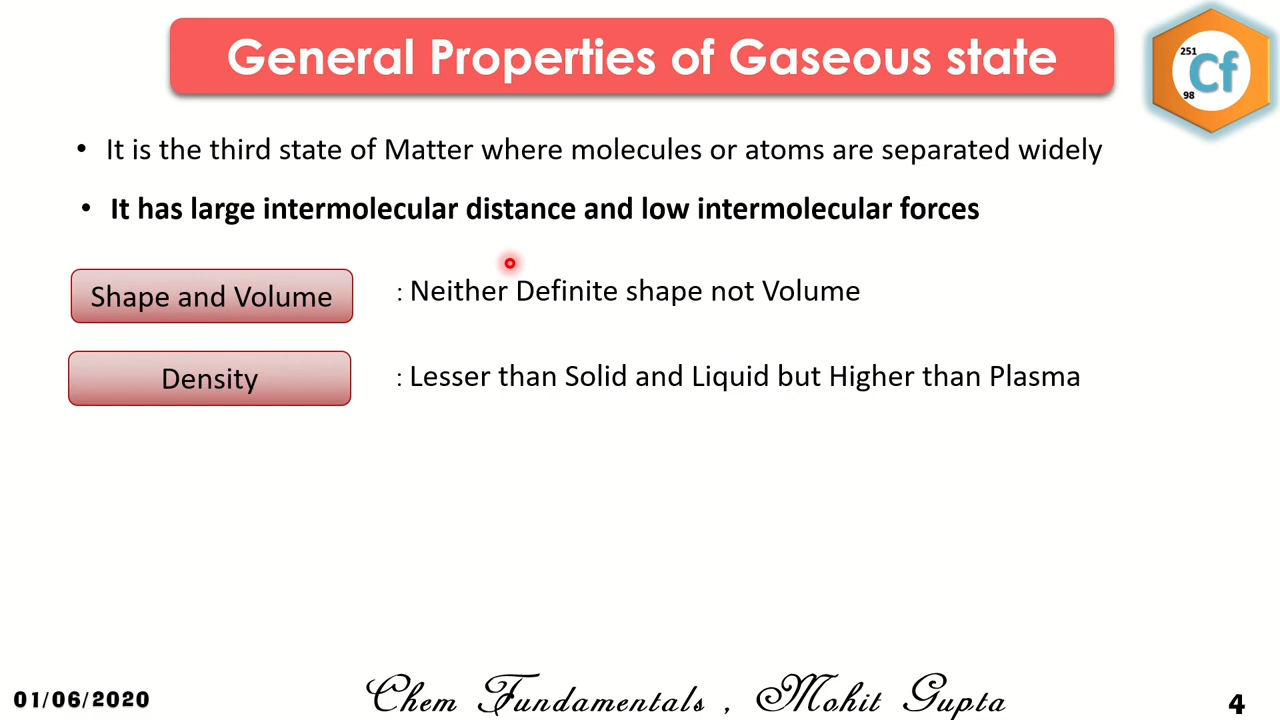 General Properties of Gaseous state
251
Cf
98
• It is the third state of Matter where molecules or atoms are separated widely
• It has large intermolecular distance and low intermolecular forces
Shape and Volume : Neither Definite shape not Volume
Density : Lesser than Solid and Liquid but Higher than Plasma
01/06/2020 Chem Fundamentals , Mohit Gupta 4